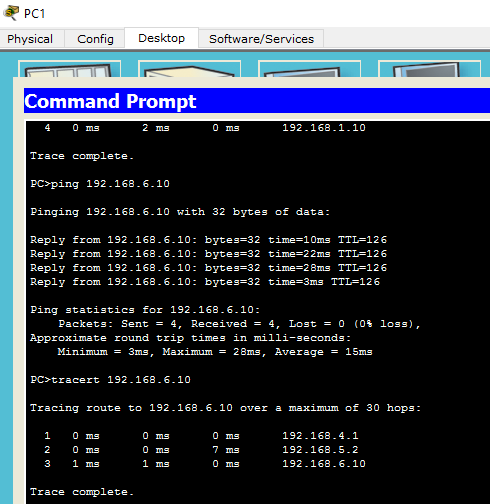 PC1
Physical Config Desktop Software/Services
Command Prompt
4 0 ms 2 ms 0 ms 192.168.1.10
Trace complete.
PC>ping 192.168.6.10
Pinging 192.168.6.10 with 32 bytes of data:
Reply from 192.168.6.10: bytes=32 time=10ms TTL=126
Reply from 192.168.6.10: bytes=32 time=22ms TTL=126
Reply from 192.168.6.10: bytes=32 time=28ms TTL=126
Reply from 192.168.6.10: bytes=32 time=3ms TTL=126
Ping statistics for 192.168.6.10:
Packets: Sent = 4, Received = 4, Lost = 0 (0% loss),
Approximate round trip times in milli-seconds:
Minimum = 3ms, Maximum = 28ms, Average = 15ms
PC>tracert 192.168.6.10
Tracing route to 192.168.6.10 over a maximum of 30 hops:
1 0 ms 0 ms 0 ms 192.168.4.1
2 0 ms 0 ms 7 ms 192.168.5.2
3 1 ms 1 ms 0 ms 192.168.6.10
Trace complete.